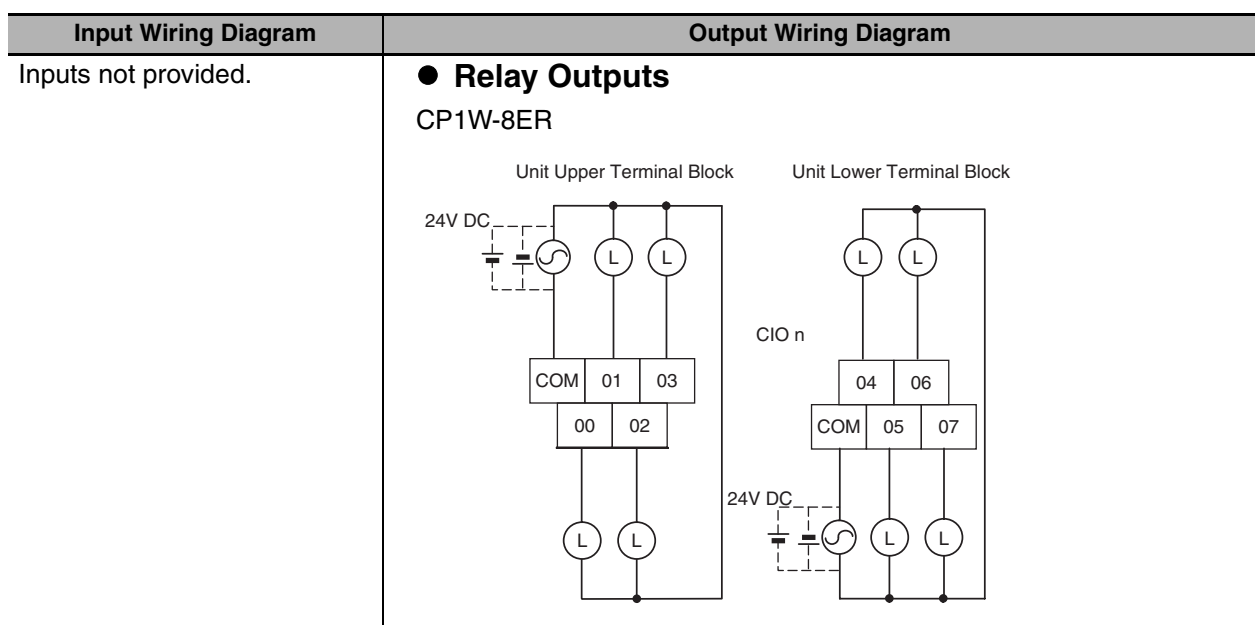 Input Wiring Diagram
Output Wiring Diagram
Inputs not provided.
● Relay Outputs
CP1W-8ER
Unit Upper Terminal Block
Unit Lower Terminal Block
24V DC
L
L
L
L
CIO n
COM 01 03
00 02
04 06
COM 05 07
24V DC
L
L
L
L